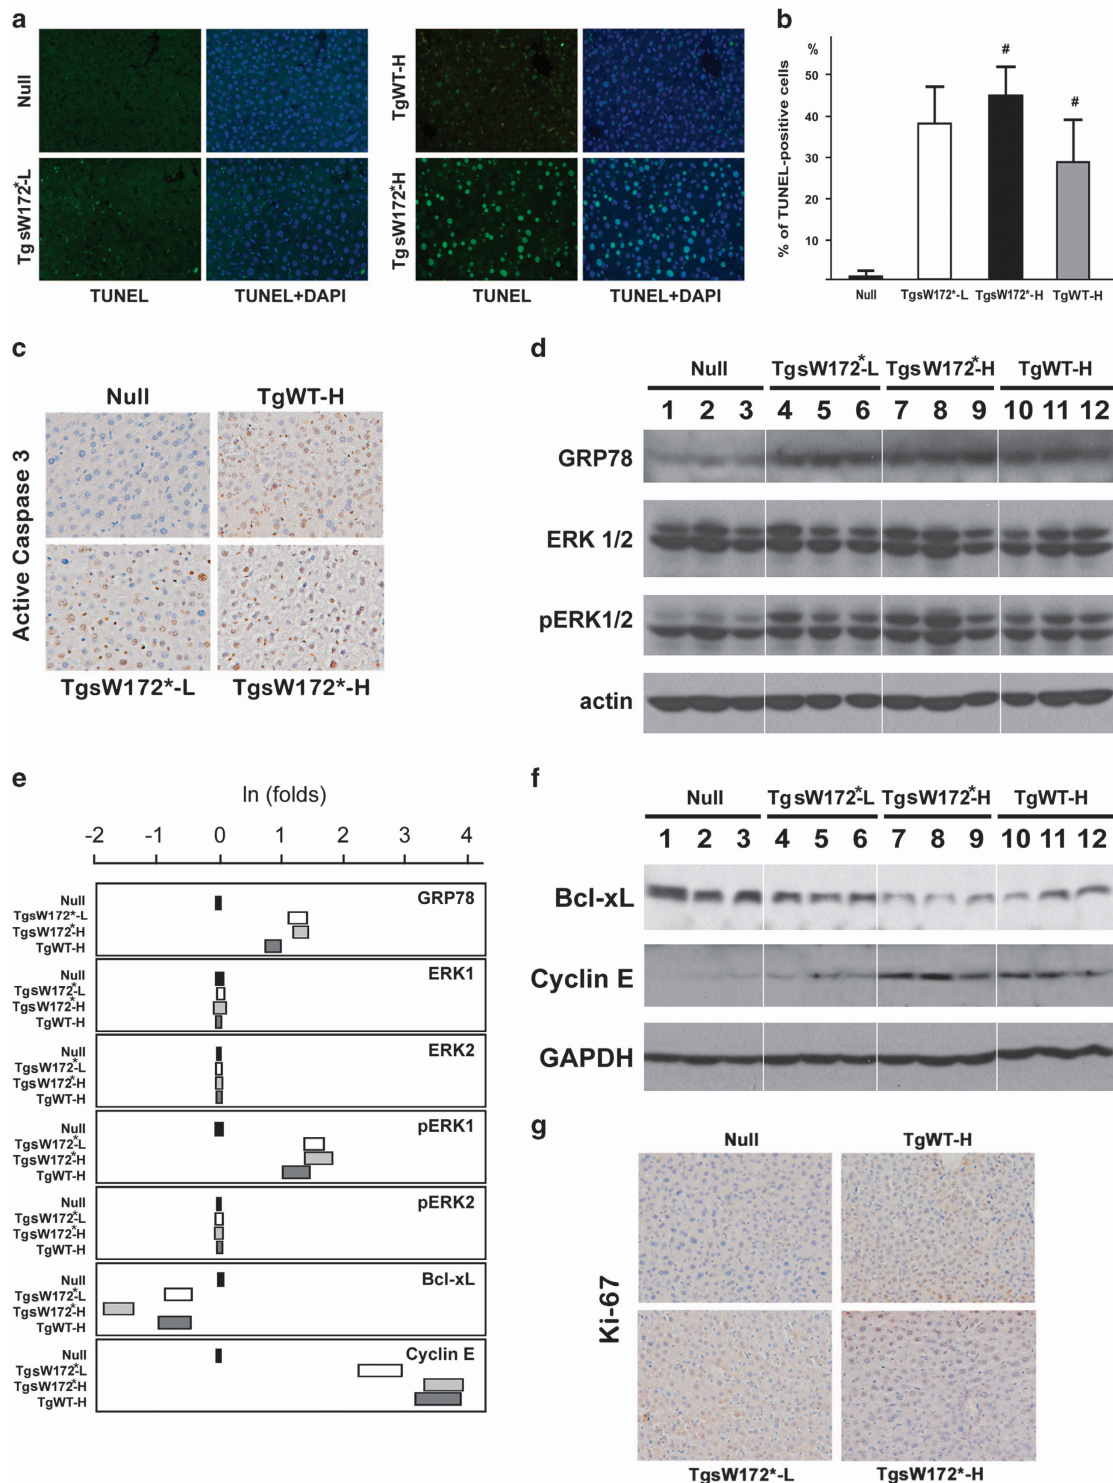 a
Null
TgsW172*-L
TUNEL
TUNEL+DAPI
TgWT-H
TgsW172*-H
TUNEL
TUNEL+DAPI
b
% of TUNEL-positive cells
%
50
40
30
20
10
#
#
Null
TgsW172*-L
TgsW172*-H
TgWT-H
c
Active Caspase 3
Null
TgWT-H
TgsW172*-L
TgsW172*-H
d
Null TgsW172*-L TgsW172*-H TgWT-H
1 2 3 4 5 6 7 8 9 10 11 12
GRP78
ERK 1/2
pERK1/2
actin
e
ln (folds)
-2 -1 0 1 2 3 4
GRP78
Null
TgsW172*-L
TgsW172*-H
TgWT-H
ERK1
Null
TgsW172*-L
TgsW172*-H
TgWT-H
ERK2
Null
TgsW172*-L
TgsW172*-H
TgWT-H
pERK1
Null
TgsW172*-L
TgsW172*-H
TgWT-H
pERK2
Null
TgsW172*-L
TgsW172*-H
TgWT-H
Bcl-xL
Null
TgsW172*-L
TgsW172*-H
TgWT-H
Cyclin E
Null
TgsW172*-L
TgsW172*-H
TgWT-H
f
Null TgsW172*-L TgsW172*-H TgWT-H
1 2 3 4 5 6 7 8 9 10 11 12
Bcl-xL
Cyclin E
GAPDH
g
Ki-67
Null
TgWT-H
TgsW172*-L
TgsW172*-H